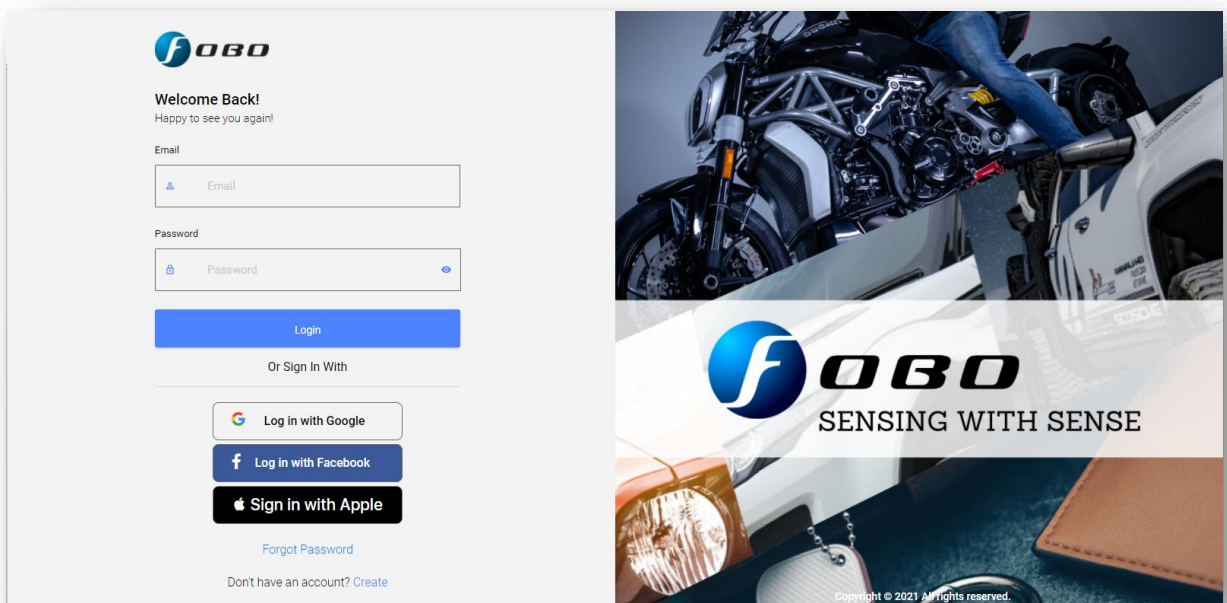 FOBO
Welcome Back!
Happy to see you again!
Email
Email
Password
Password
Login
Or Sign In With
Log in with Google
Log in with Facebook
Sign in with Apple
Forgot Password
Don't have an account? Create
FOBO
SENSING WITH SENSE
Copyright © 2021 All rights reserved.